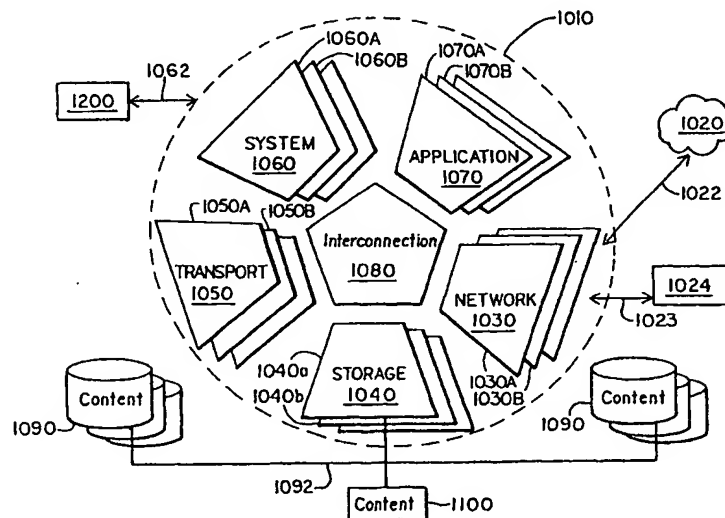 1060A
1060B
1070A
1070B
1010
1062
1200
1020
SYSTEM
1060
APPLICATION
1070
1022
1050A
1050B
Interconnection
1080
TRANSPORT
1050
NETWORK
1030
1024
1023
1040a
STORAGE
1040
1040b
1030A
1030B
Content
Content
1090
1090
1092
Content
1100